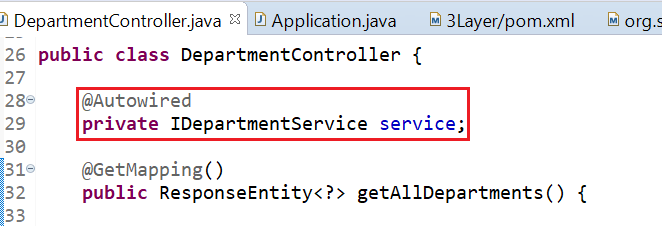 DepartmentController.java
Application.java
3Layer/pom.xml
org.s
26 public class DepartmentController {
27
28 @Autowired
29 private IDepartmentService service;
30
31 @GetMapping()
32 public ResponseEntity<?> getAllDepartments() {
33